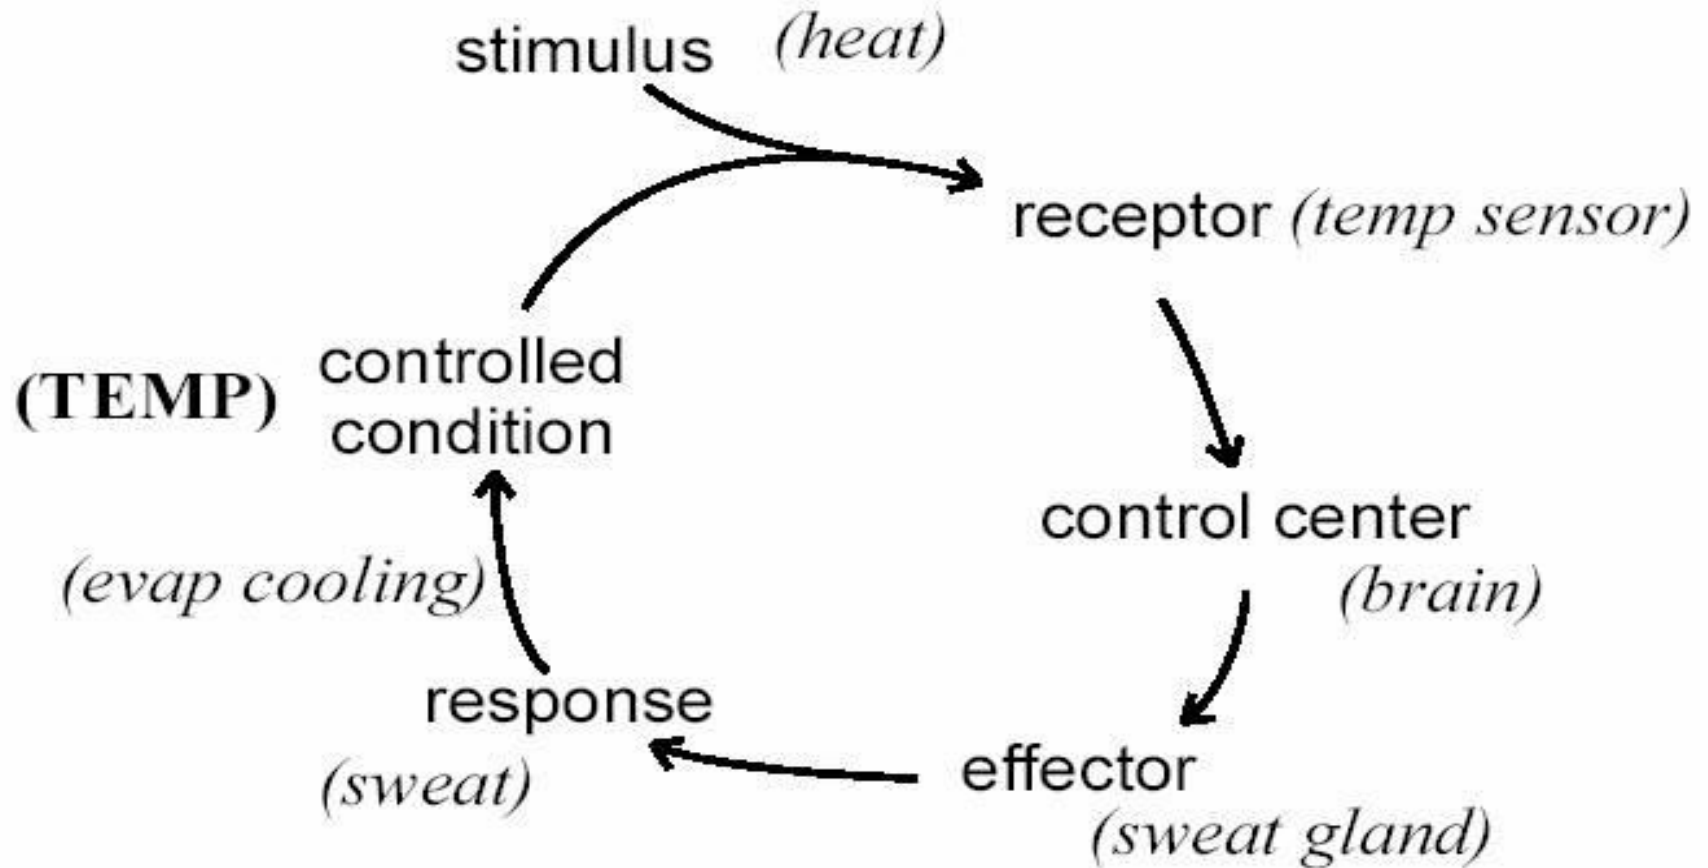 stimulus (heat)
receptor (temp sensor)
control center
(brain)
effector
(sweat gland)
response
(sweat)
(evap cooling)
(TEMP) controlled
condition